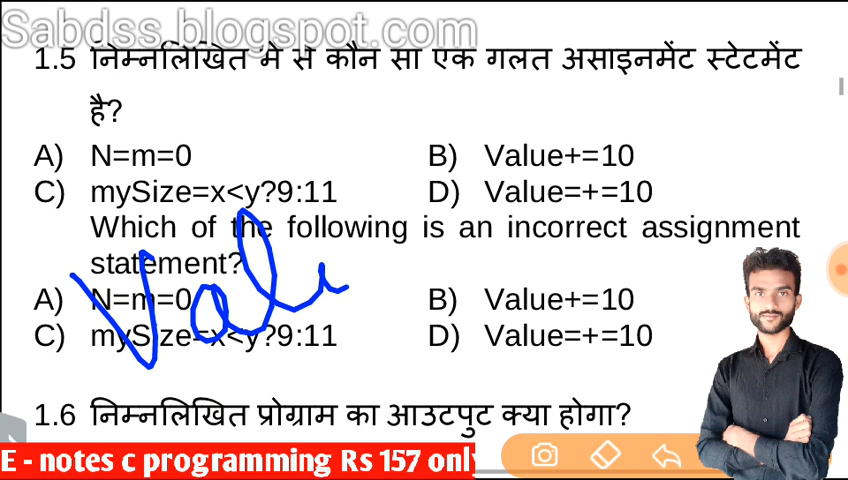 Sabdss.blogspot.com
1.5 निम्नलिखित में से कौन सा एक गलत असाइनमेंट स्टेटमेंट
है?
A) N=m=0 B) Value+=10
C) mySize=x<y?9:11 D) Value=+=10
Which of the following is an incorrect assignment
statement?
A) N=m=0 B) Value+=10
C) mySize=x<y?9:11 D) Value=+=10
Valu
1.6 निम्नलिखित प्रोग्राम का आउटपुट क्या होगा?
E - notes c programming Rs 157 only